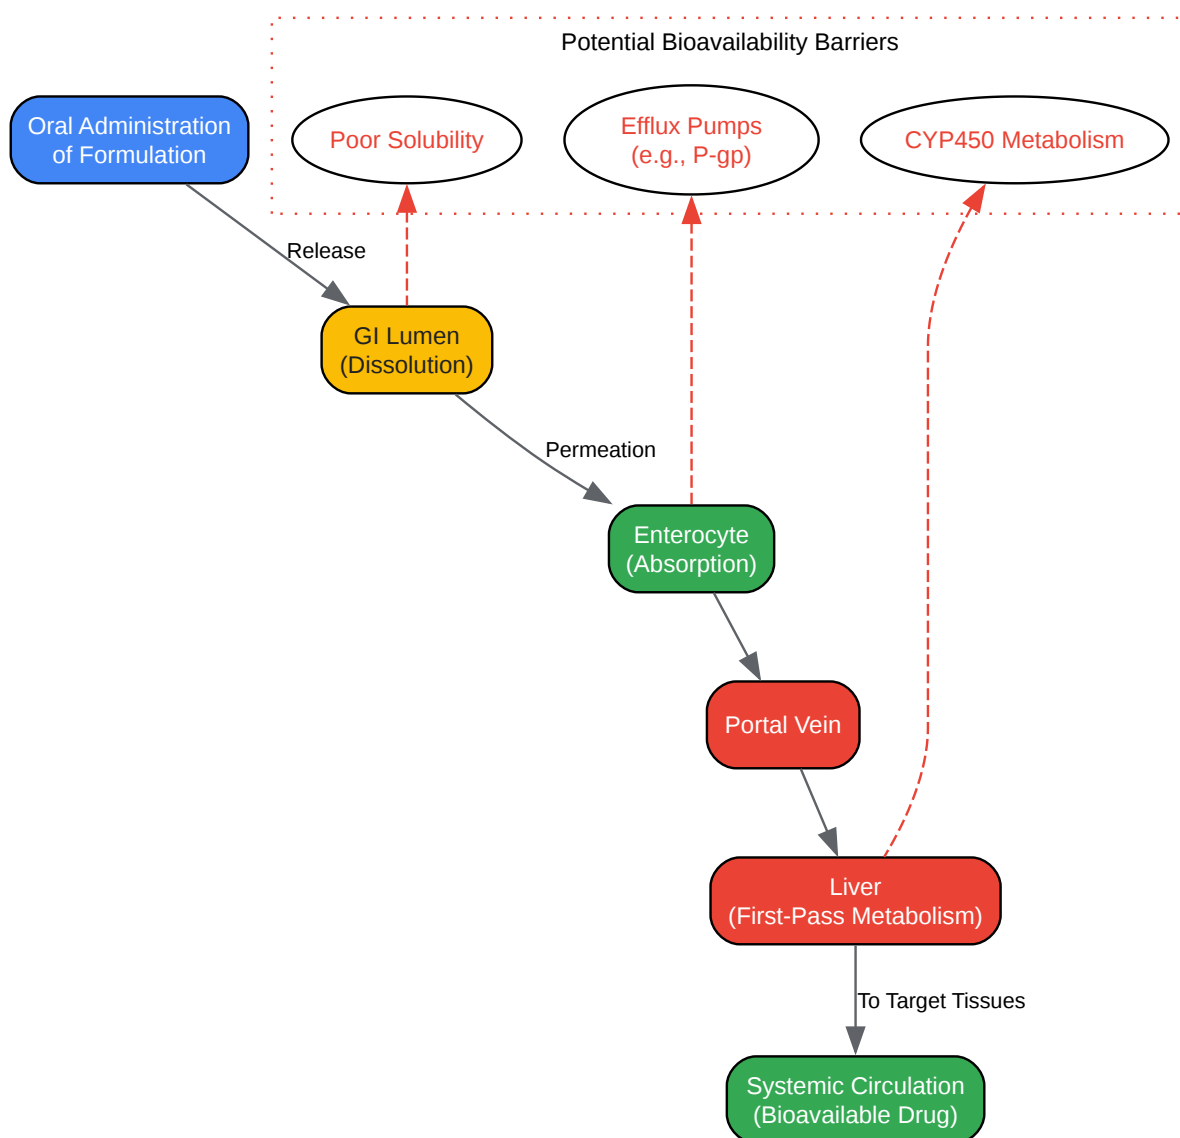 Potential Bioavailability Barriers
Oral Administration
of Formulation
Poor Solubility
Efflux Pumps
(e.g., P-gp)
CYP450 Metabolism
Release
GI Lumen
(Dissolution)
Permeation
Enterocyte
(Absorption)
Portal Vein
Liver
(First-Pass Metabolism)
To Target Tissues
Systemic Circulation
(Bioavailable Drug)